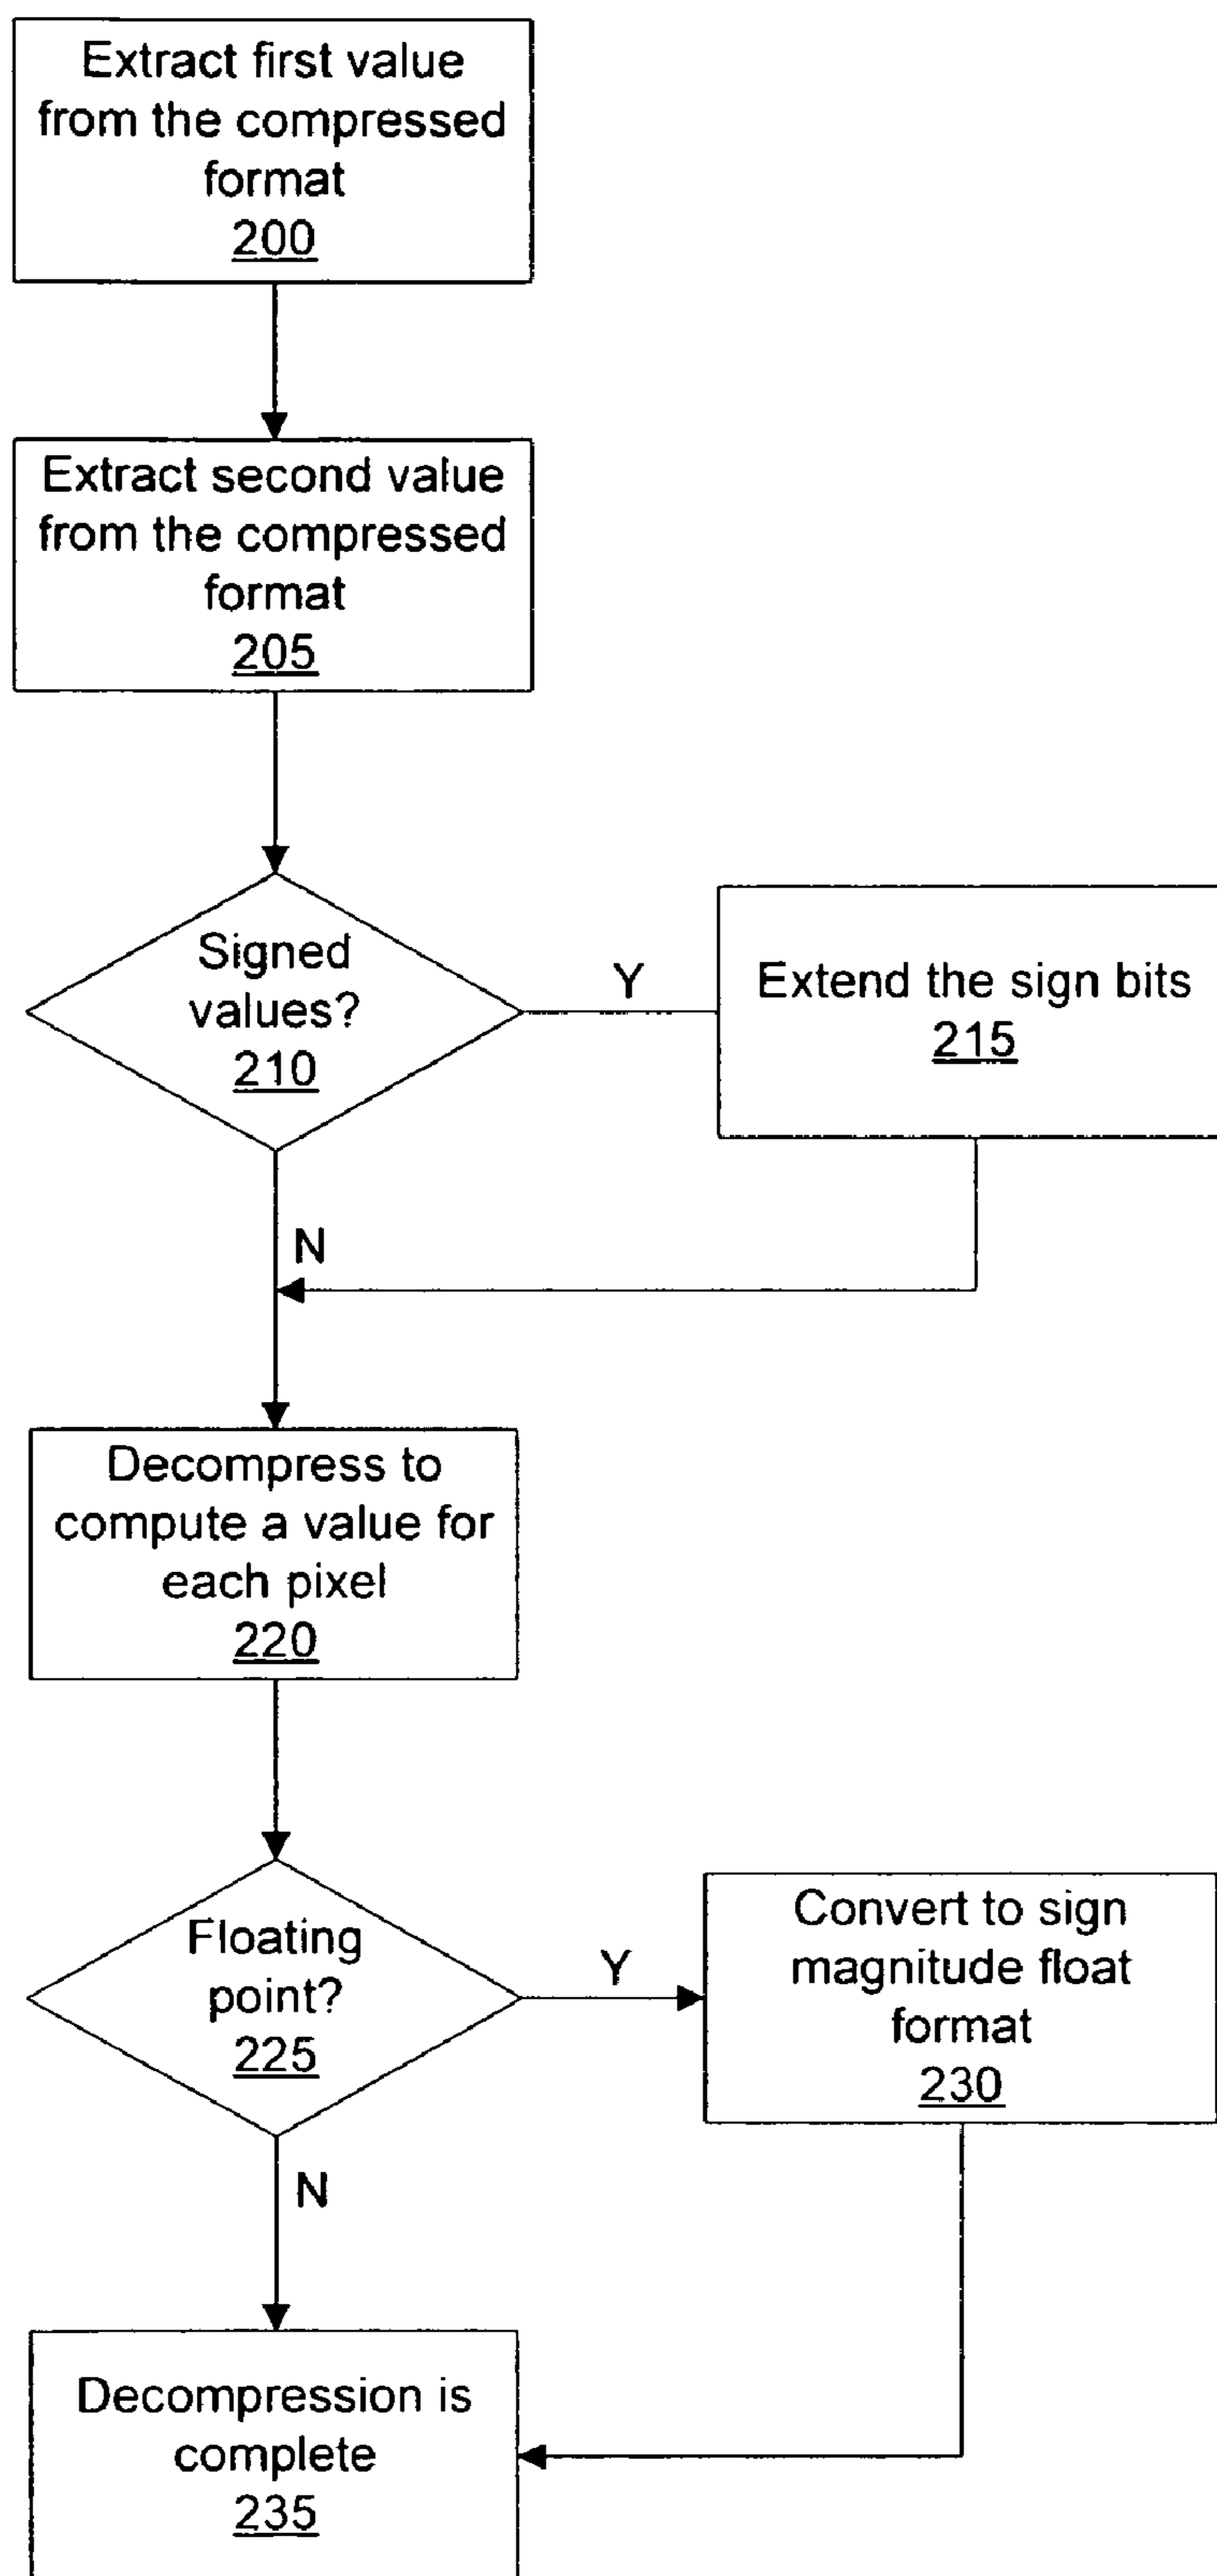 Extract first value
from the compressed
format
200
Extract second value
from the compressed
format
205
Signed
values?
210
Y
Extend the sign bits
215
N
Decompress to
compute a value for
each pixel
220
Floating
point?
225
Y
Convert to sign
magnitude float
format
230
N
Decompression is
complete
235